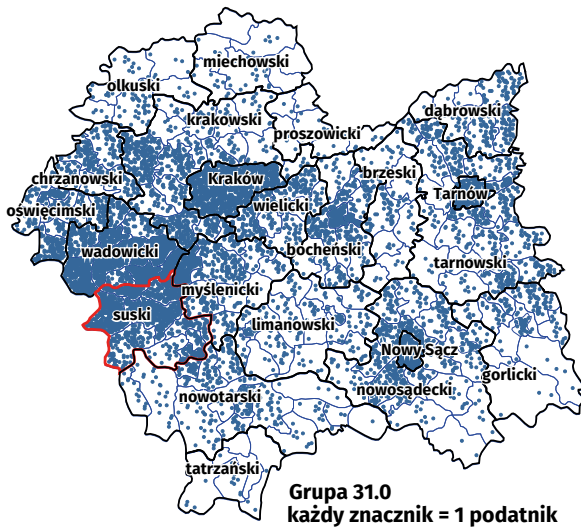 miechowski
olkuski
dąbrowski
krakowski
proszowicki
brzeski
chrzanowski
Kraków
Tarnów
oświęcimski
wielicki
wadowicki
bocheński
tarnowski
myślenicki
suski
limanowski
Nowy Sącz
gorlicki
nowosądecki
nowotarski
tatrzański
Grupa 31.0
każdy znacznik = 1 podatnik